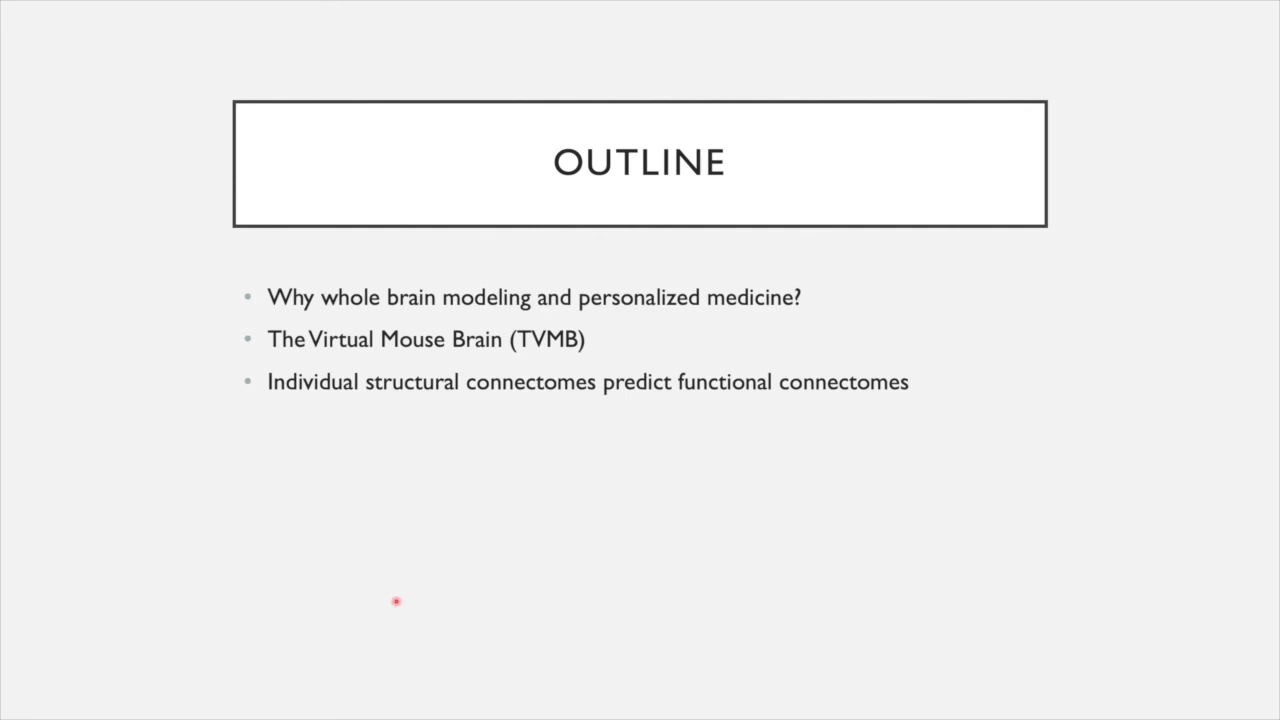 OUTLINE
• Why whole brain modeling and personalized medicine?
• The Virtual Mouse Brain (TVMB)
• Individual structural connectomes predict functional connectomes